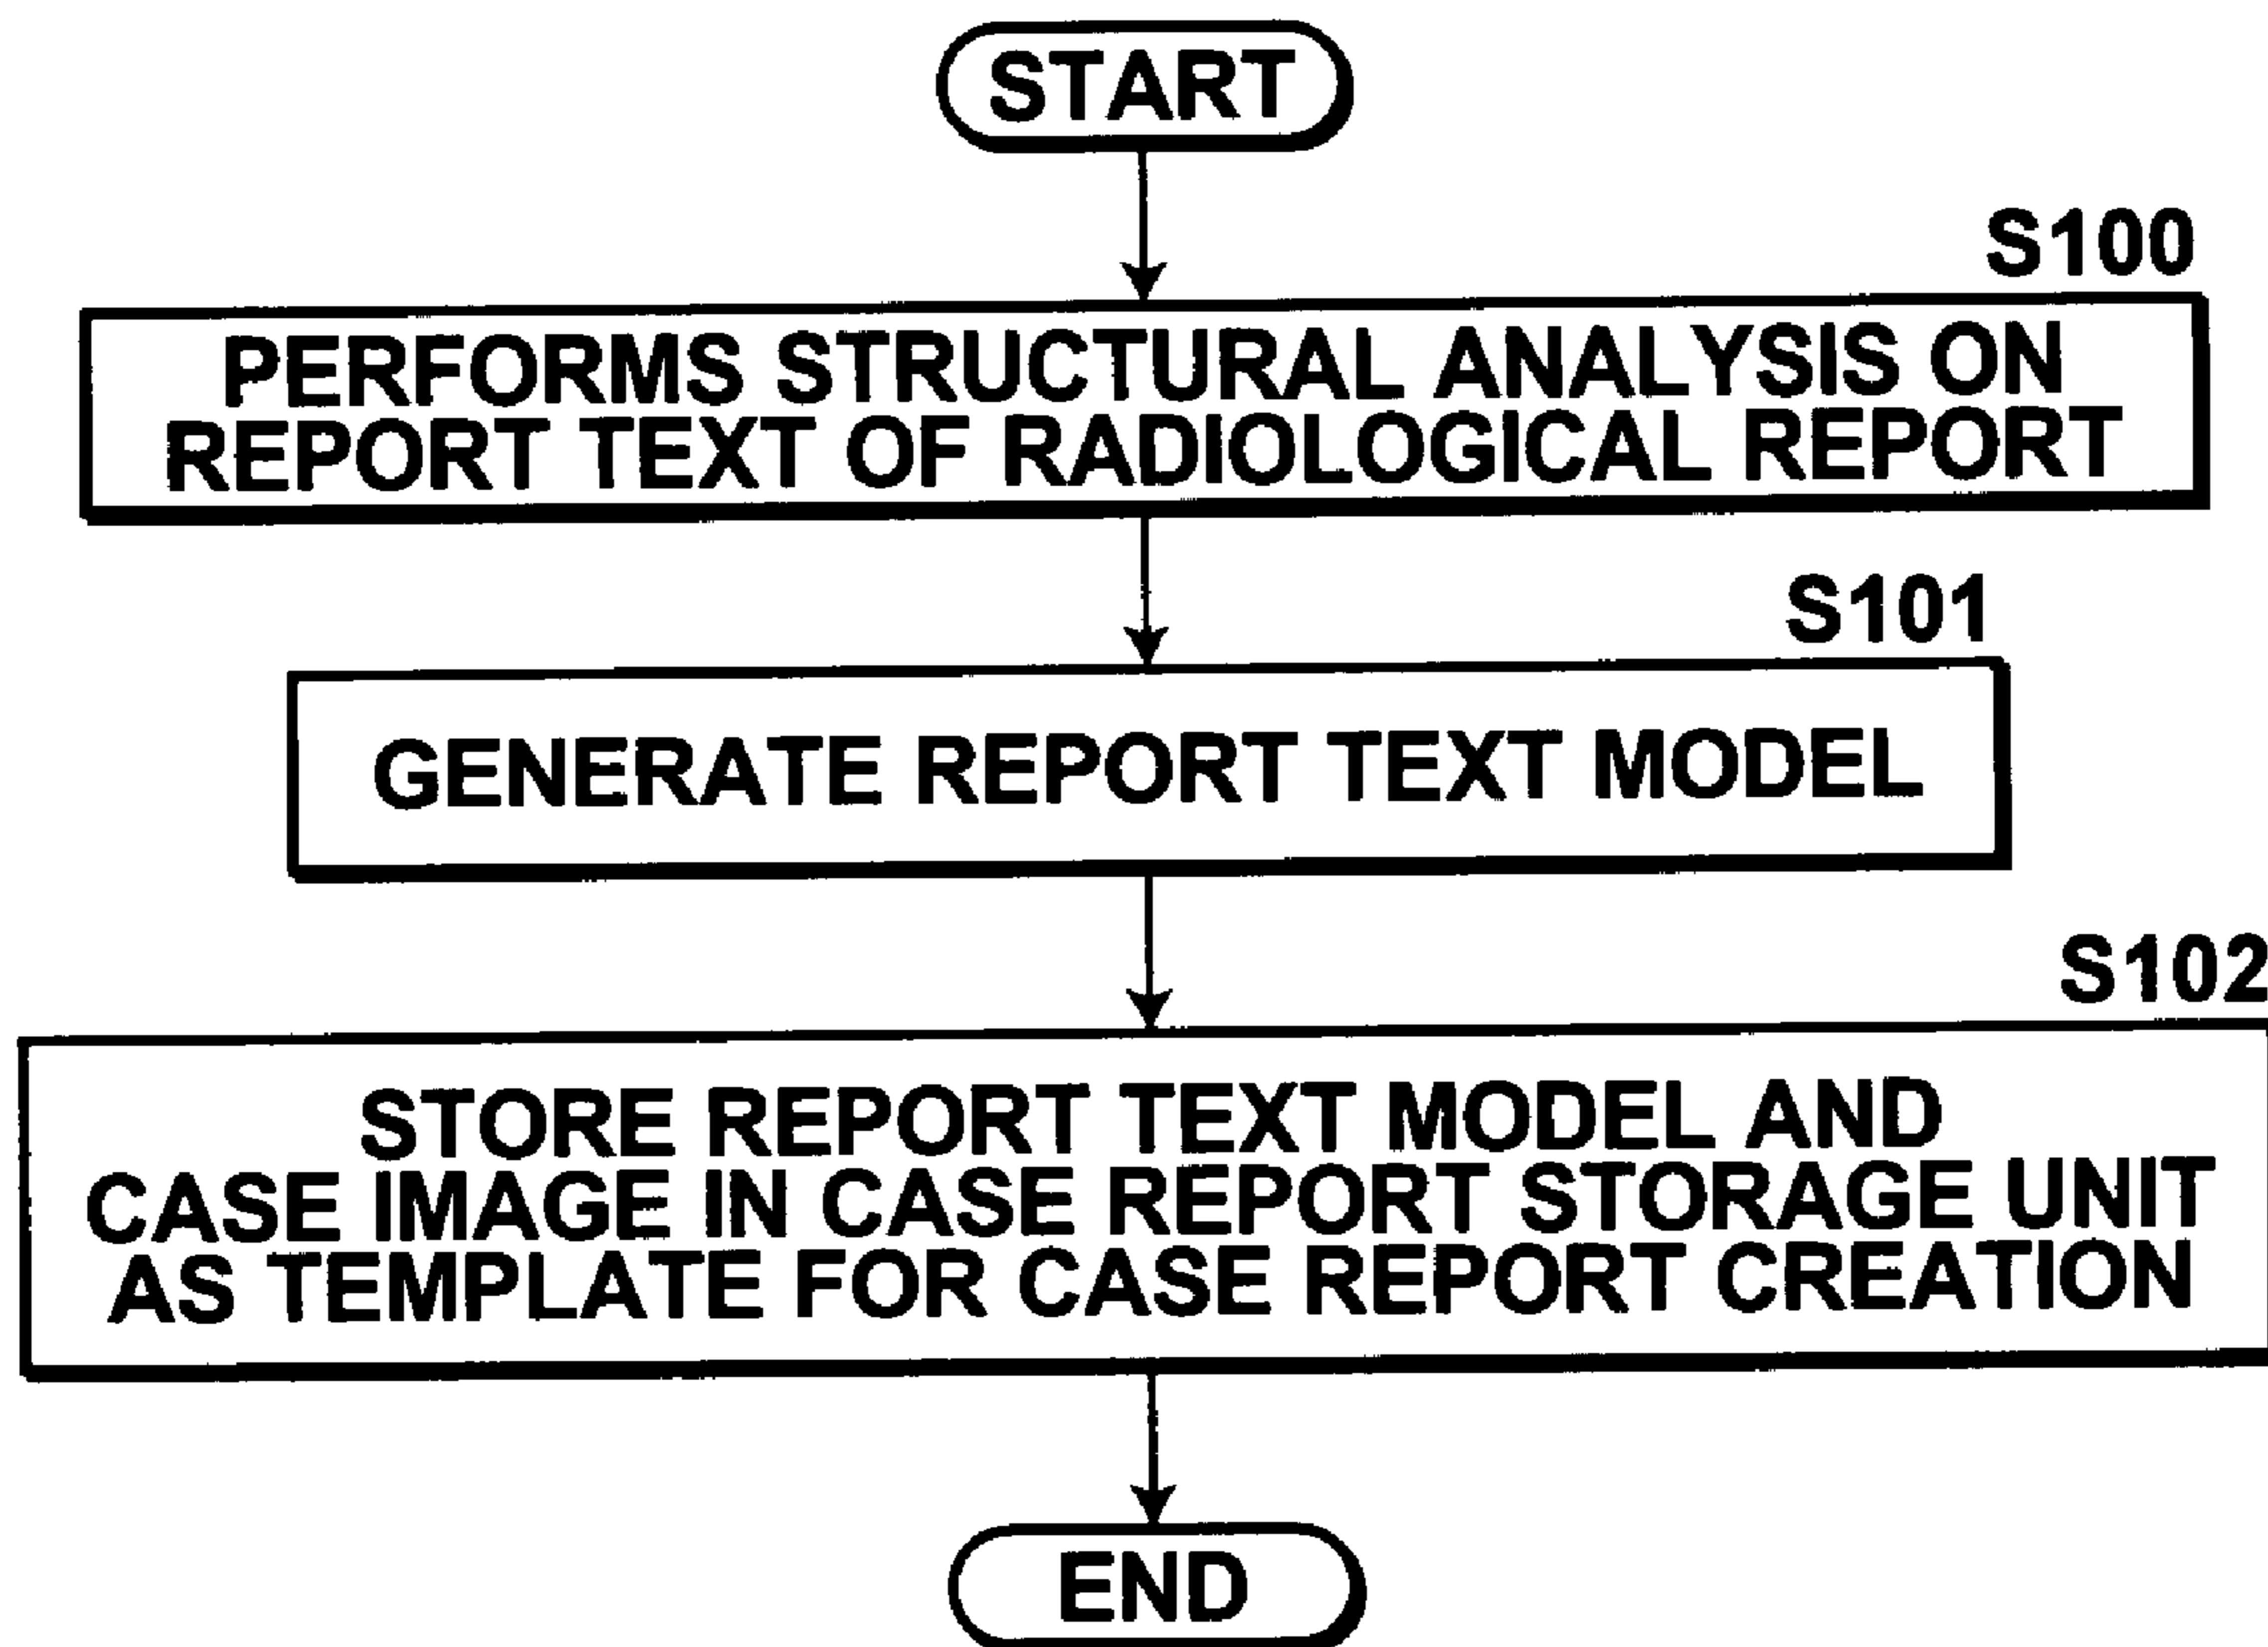 START
S100
PERFORMS STRUCTURAL ANALYSIS ON
REPORT TEXT OF RADIOLOGICAL REPORT
S101
GENERATE REPORT TEXT MODEL
S102
STORE REPORT TEXT MODEL AND
CASE IMAGE IN CASE REPORT STORAGE UNIT
AS TEMPLATE FOR CASE REPORT CREATION
END